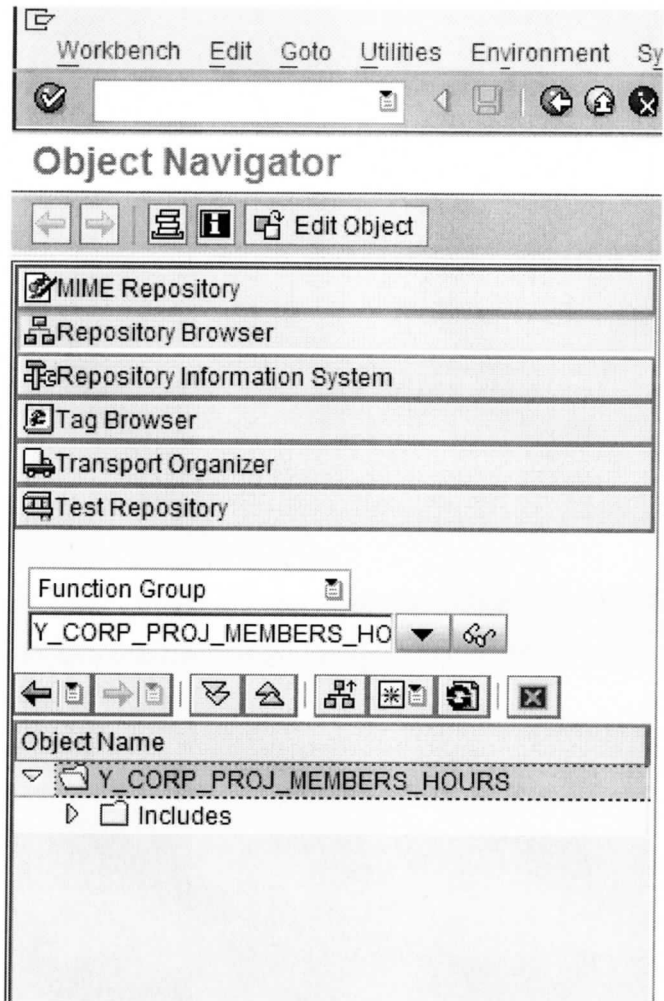 Workbench Edit Goto Utilities Environment Sy
Object Navigator
Edit Object
MIME Repository
Repository Browser
Repository Information System
Tag Browser
Transport Organizer
Test Repository
Function Group
Y_CORP_PROJ_MEMBERS_HO
Object Name
Y_CORP_PROJ_MEMBERS_HOURS
Includes